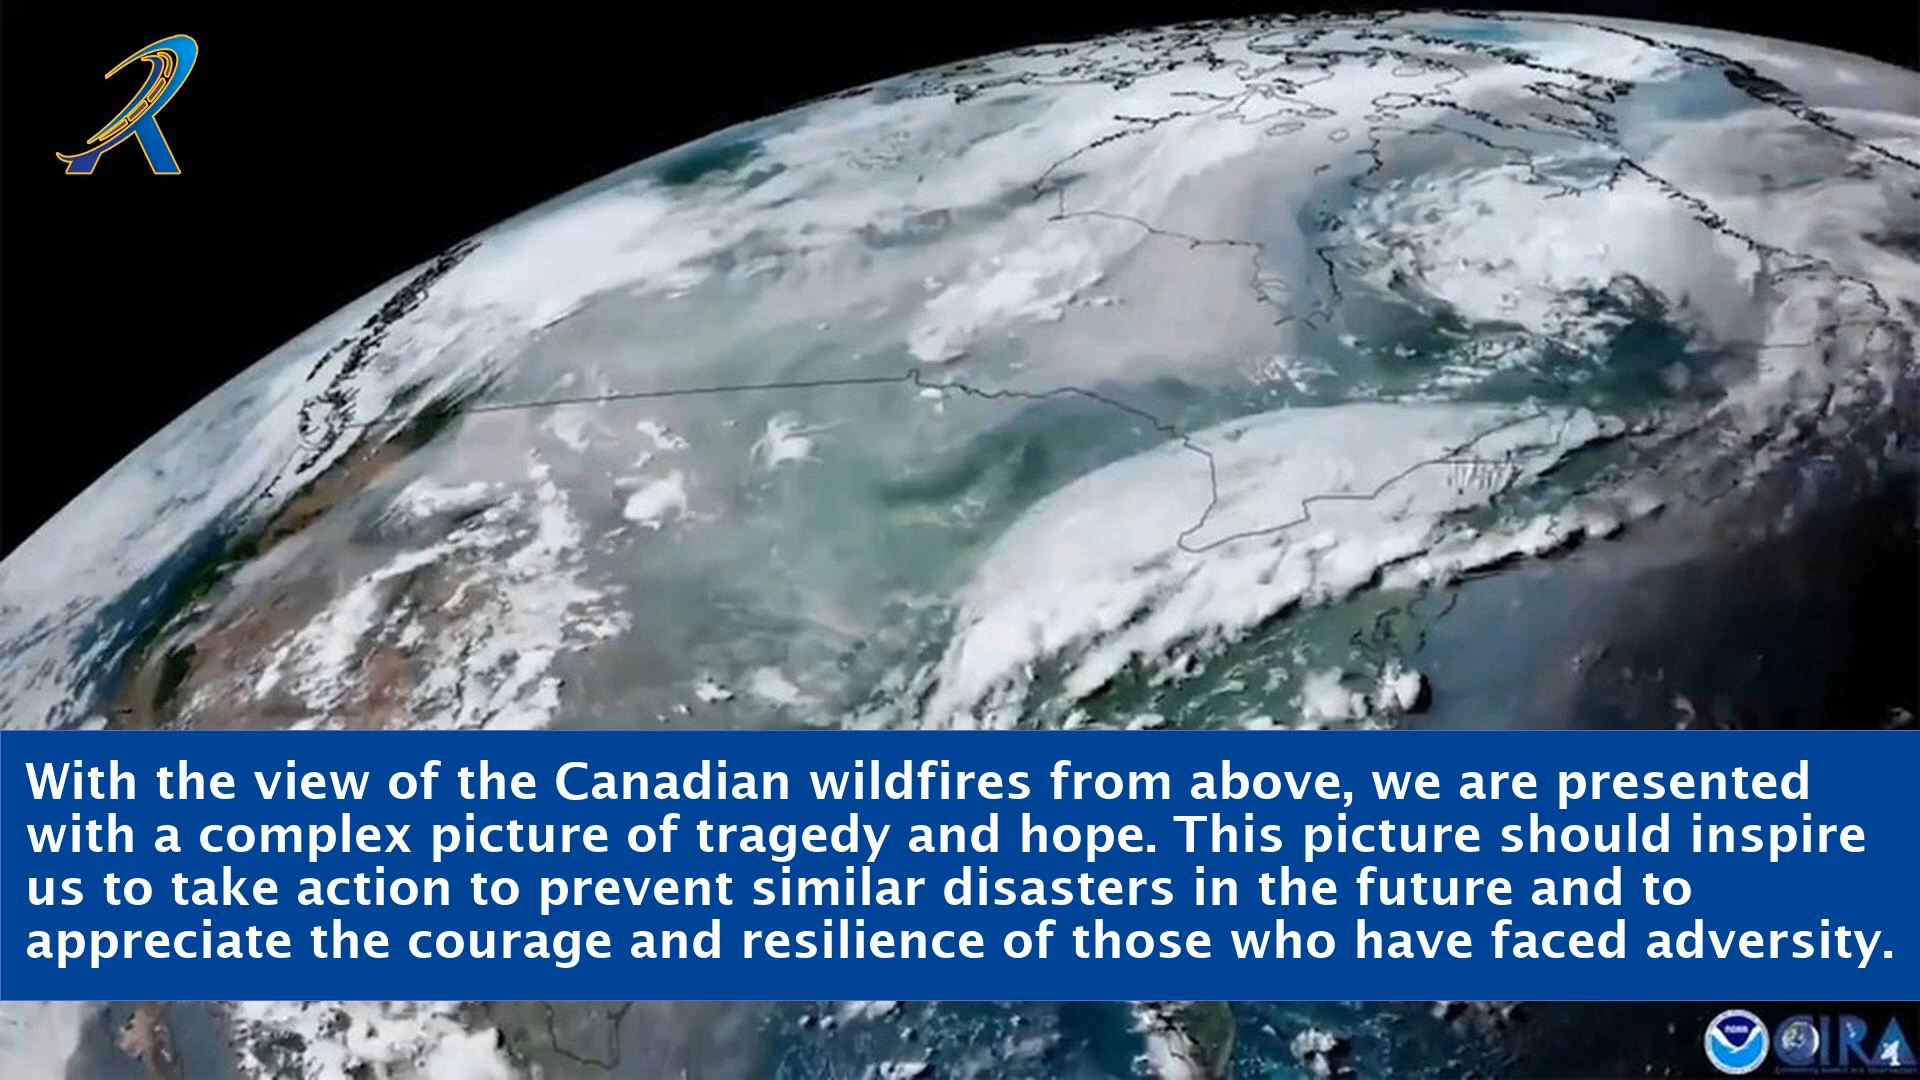 With the view of the Canadian wildfires from above, we are presented
with a complex picture of tragedy and hope. This picture should inspire
us to take action to prevent similar disasters in the future and to
appreciate the courage and resilience of those who have faced adversity.
noaa
CIRA